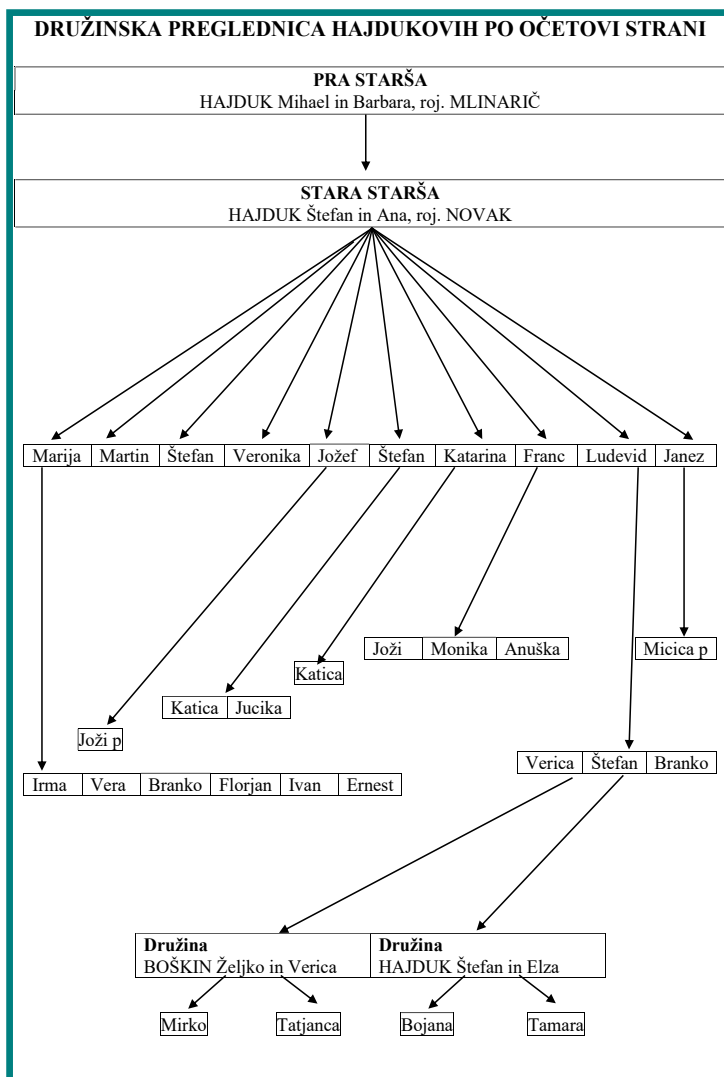 DRUŽINSKA PREGLEDNICA HAJDUKOVIH PO OČETOVI STRANI
PRA STARŠA
HAJDUK Mihael in Barbara, roj. MLINARIČ
STARA STARŠA
HAJDUK Štefan in Ana, roj. NOVAK
Marija Martin Štefan Veronika Jožef Štefan Katarina Franc Ludevid Janez
Joži Monika Anuška
Micica p
Katica
Katica Jucika
Joži p
Verica Štefan Branko
Irma Vera Branko Florjan Ivan Ernest
Družina
BOŠKIN Željko in Verica
Družina
HAJDUK Štefan in Elza
Mirko
Tatjanca
Bojana
Tamara